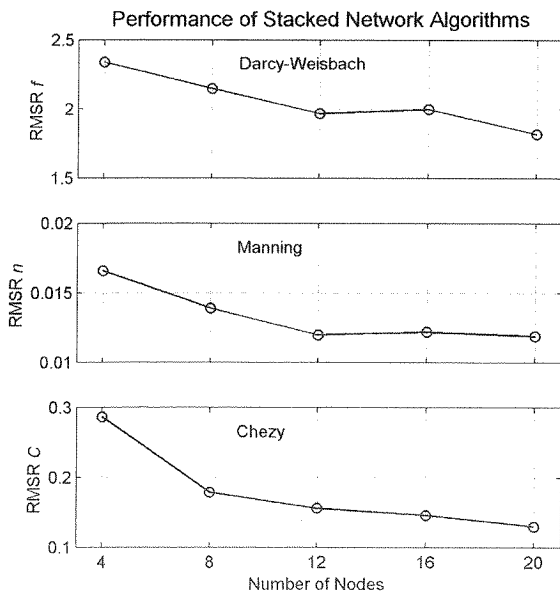 Performance of Stacked Network Algorithms
2.5
Darcy-Weisbach
RMSR f
2
1.5
0.02
Manning
RMSR n
0.015
0.01
0.3
Chezy
RMSR C
0.2
0.1
4 8 12 16 20
Number of Nodes